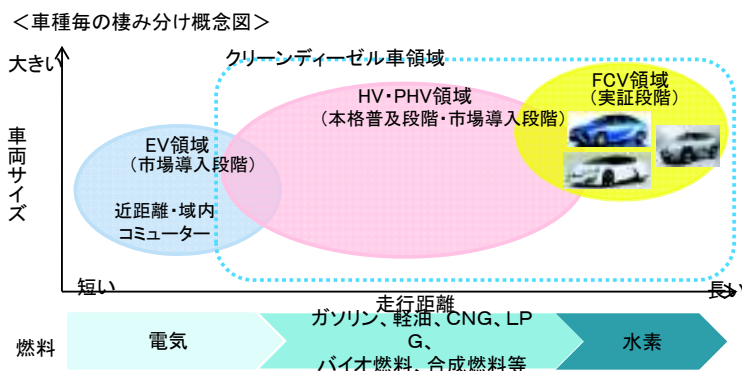 ＜車種毎の棲み分け概念図＞
大きい
クリーンディーゼル車領域
FCV領域
（実証段階）
HV・PHV領域
（本格普及段階・市場導入段階）
EV領域
（市場導入段階）
車両サイズ
近距離・域内
コミューター
短い
走行距離
長い
燃料
電気
ガソリン、軽油、CNG、LP
G、
バイオ燃料、合成燃料等
水素